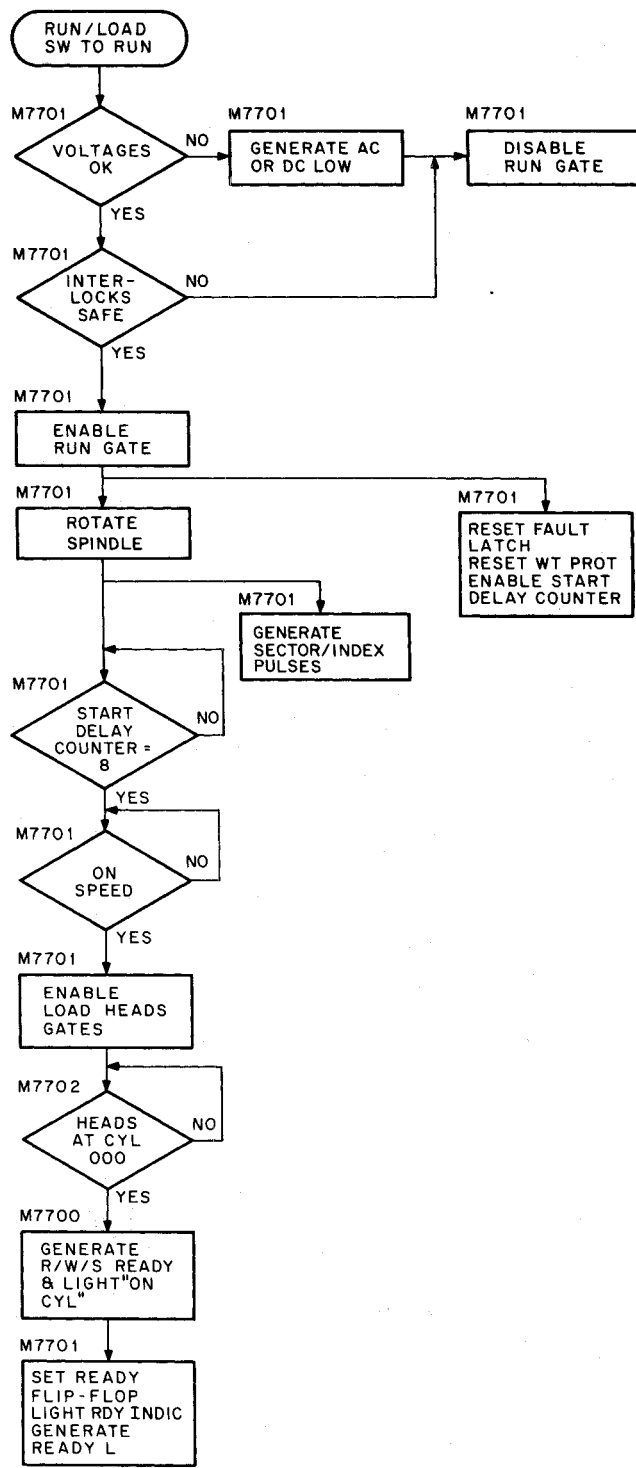 RUN/LOAD
SW TO RUN
M7701
VOLTAGES
OK
NO
YES
M7701
GENERATE AC
OR DC LOW
M7701
DISABLE
RUN GATE
M7701
INTER-
LOCKS
SAFE
NO
YES
M7701
ENABLE
RUN GATE
M7701
ROTATE
SPINDLE
M7701
RESET FAULT
LATCH
RESET WT PROT
ENABLE START
DELAY COUNTER
M7701
GENERATE
SECTOR/INDEX
PULSES
M7701
START
DELAY
COUNTER =
8
NO
YES
M7701
ON
SPEED
NO
YES
M7701
ENABLE
LOAD HEADS
GATES
M7702
HEADS
AT CYL
000
NO
YES
M7700
GENERATE
R/W/S READY
& LIGHT "ON
CYL"
M7701
SET READY
FLIP-FLOP
LIGHT RDY INDIC
GENERATE
READY L